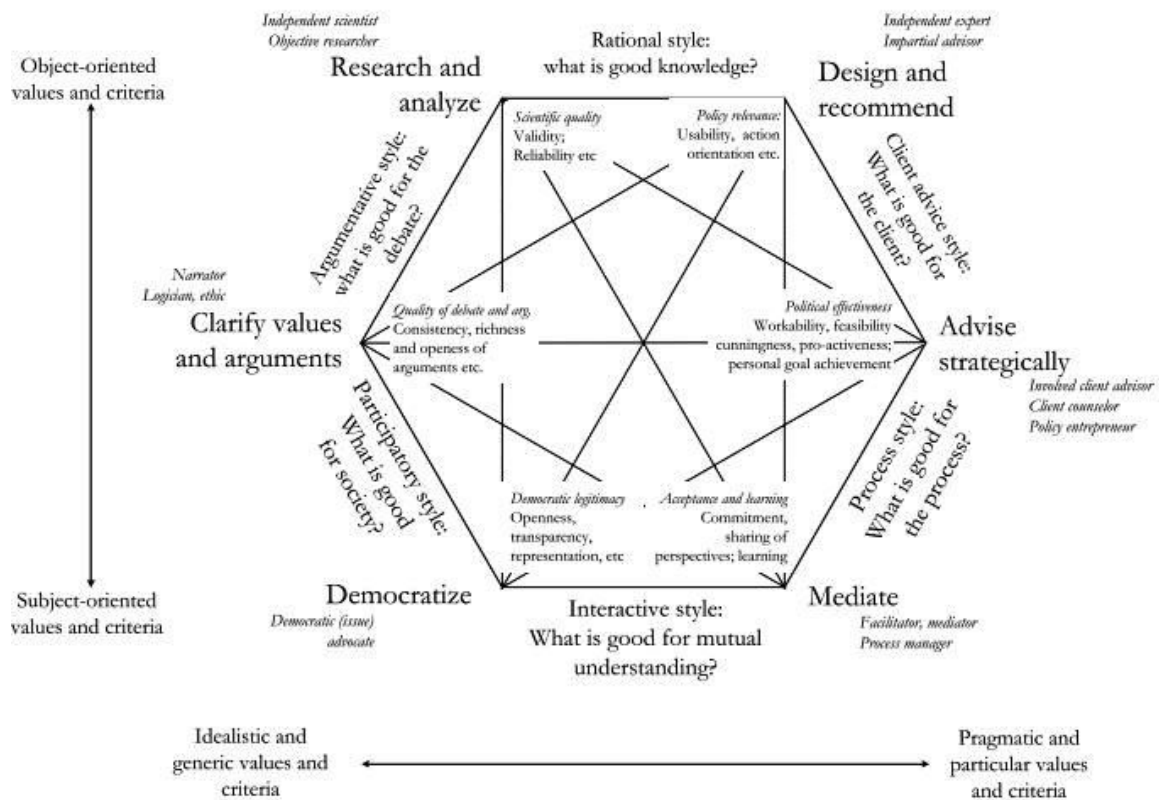 Independent scientist
Objective researcher
Research and
analyze
Rational style:
what is good knowledge?
Independent expert
Impartial advisor
Design and
recommend
Object-oriented
values and criteria
Scientific quality
Validity;
Reliability etc
Policy relevance:
Usability, action
orientation etc.
Argumentative style:
what is good for the
debate?
Client advice style:
What is good for
the client?
Narrator
Logician, ethic
Clarify values
and arguments
Quality of debate and arg.
Consistency, richness
and openess of
arguments etc.
Political effectiveness
Workability, feasibility
cunningness, pro-activeness;
personal goal achievement
Advise
strategically
Involved client advisor
Client counselor
Policy entrepreneur
Participatory style:
What is good
for society?
Process style:
What is good for
the process?
Democratic legitimacy
Openness,
transparency,
representation, etc
Acceptance and learning
Commitment,
sharing of
perspectives; learning
Subject-oriented
values and criteria
Democratize
Democratic (issue)
advocate
Interactive style:
What is good for mutual
understanding?
Mediate
Facilitator, mediator
Process manager
Idealistic and
generic values and
criteria
Pragmatic and
particular values
and criteria